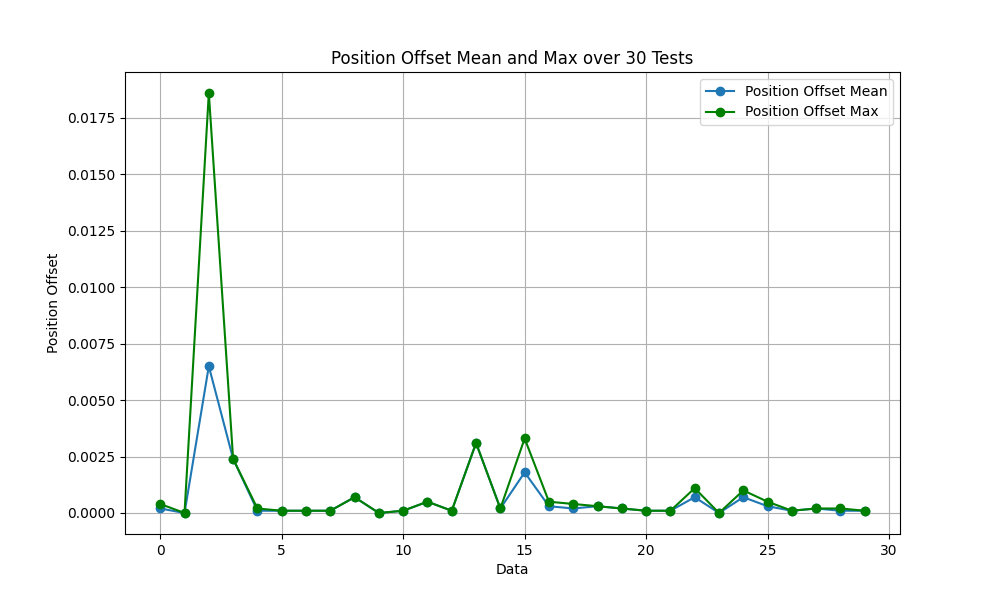 Position Offset Mean and Max over 30 Tests
Position Offset Mean
Position Offset Max
Position Offset
0.0175
0.0150
0.0125
0.0100
0.0075
0.0050
0.0025
0.0000
0 5 10 15 20 25 30
Data